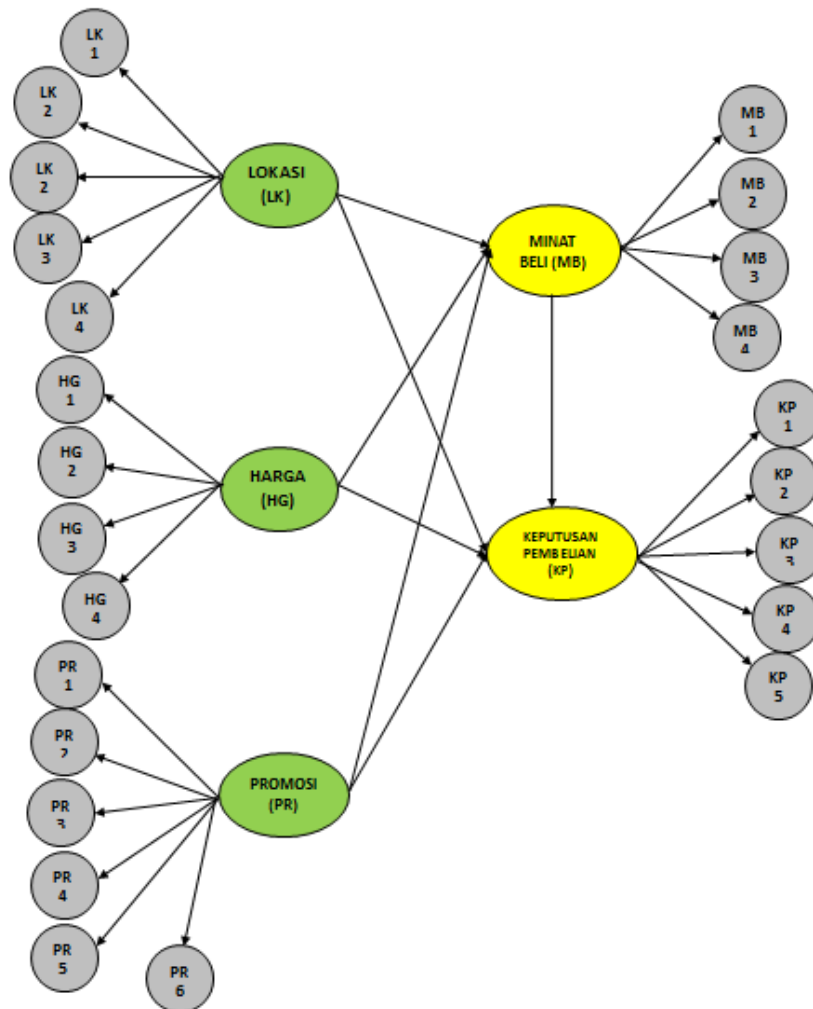 LK
1
LK
2
LK
2
LK
3
LK
4
LOKASI
(LK)
HG
1
HG
2
HG
3
HG
4
HARGA
(HG)
PR
1
PR
2
PR
3
PR
4
PR
5
PR
6
PROMOSI
(PR)
MINAT
BELI (MB)
MB
1
MB
2
MB
3
MB
4
KEPUTUSAN
PEMBELIAN
(KP)
KP
1
KP
2
KP
3
KP
4
KP
5